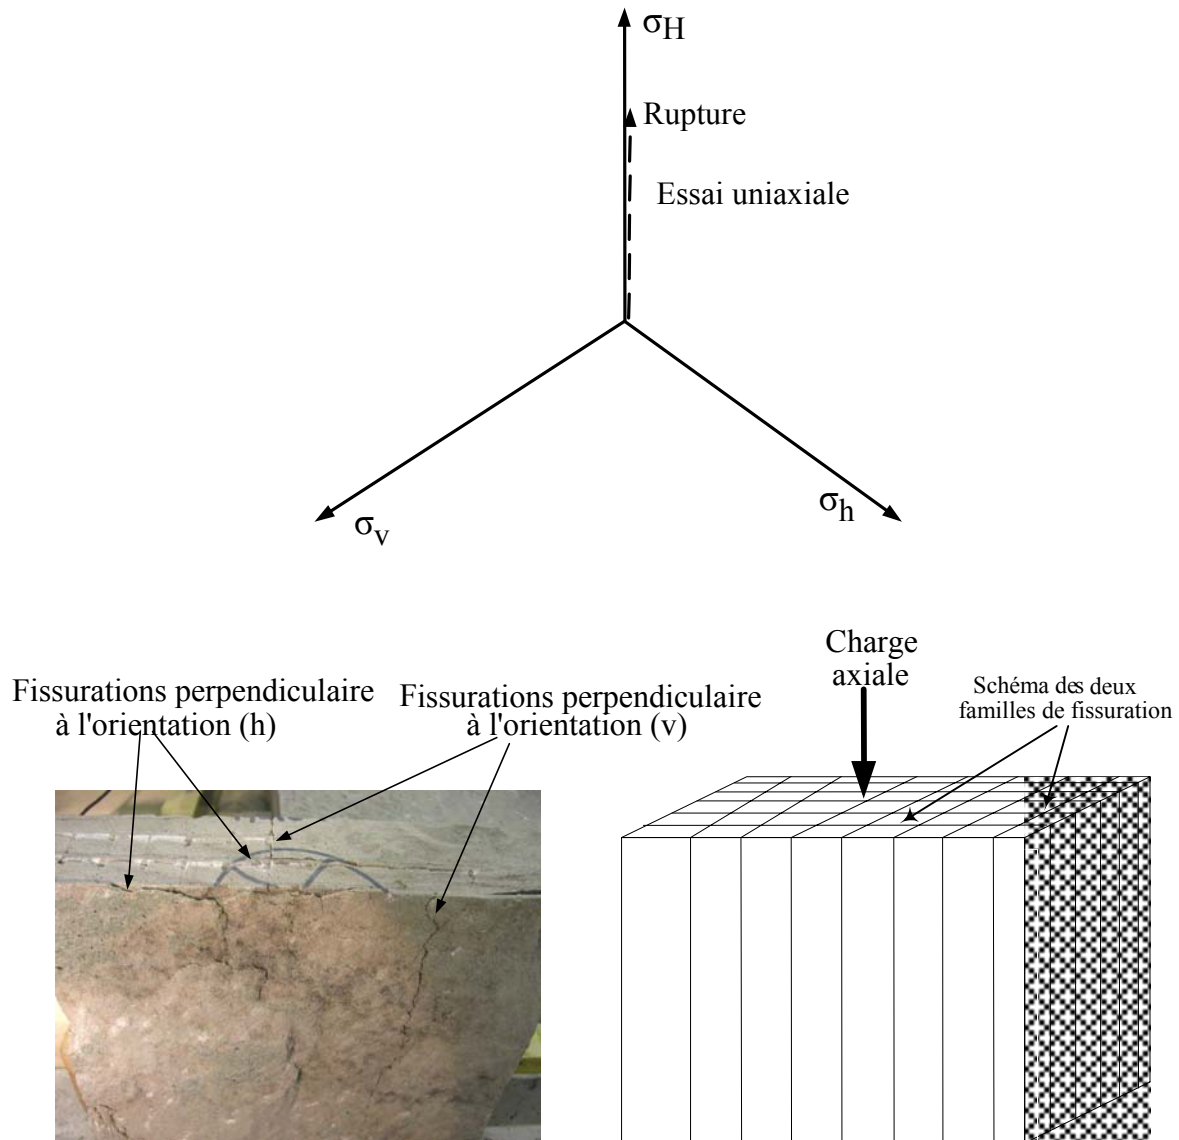 σH
Rupture
Essai uniaxiale
σh
σv
Charge
axiale
Fissurations perpendiculaire
à l'orientation (h)
Fissurations perpendiculaire
à l'orientation (v)
Schéma des deux
familles de fissuration